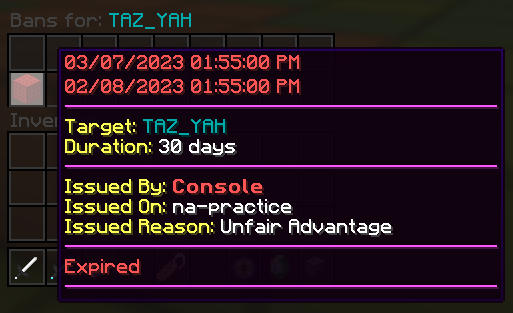 Bans for: TAZ_YAH
03/07/2023 01:55:00 PM
02/08/2023 01:55:00 PM
Target: TAZ_YAH
Duration: 30 days
Inven
Issued By: Console
Issued On: na-practice
Issued Reason: Unfair Advantage
Expired